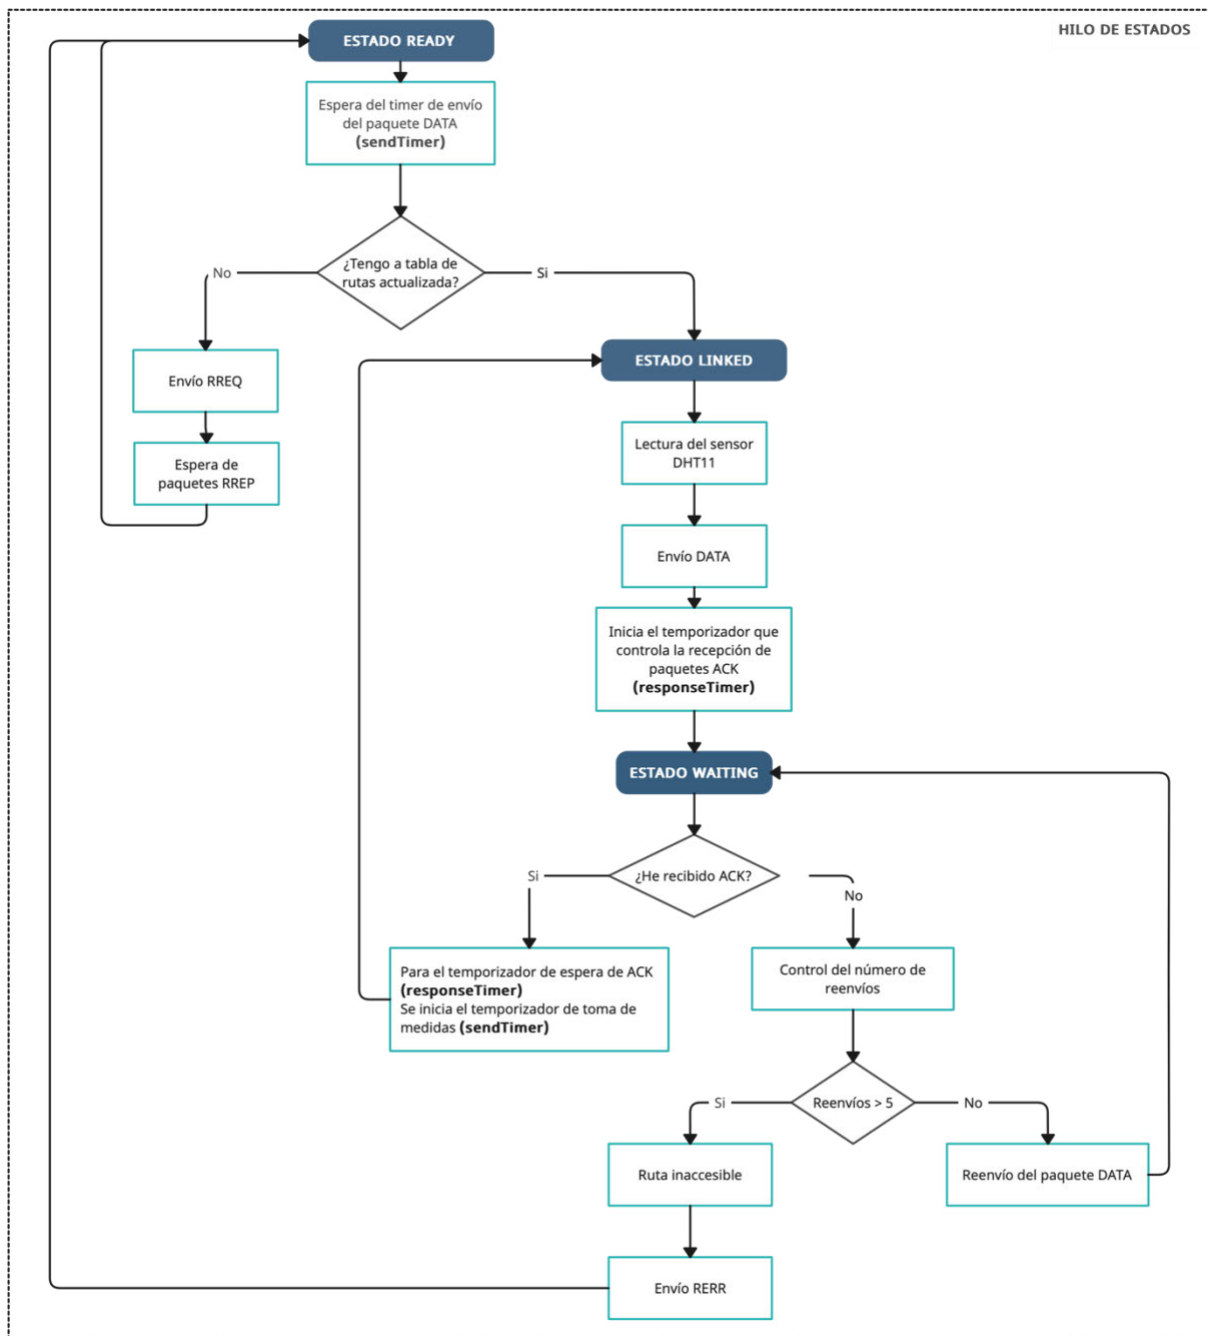 HILO DE ESTADOS
ESTADO READY
Espera del timer de envío
del paquete DATA
(sendTimer)
¿Tengo a tabla de
rutas actualizada?
No
Si
Envío RREQ
Espera de
paquetes RREP
ESTADO LINKED
Lectura del sensor
DHT11
Envío DATA
Inicia el temporizador que
controla la recepción de
paquetes ACK
(responseTimer)
ESTADO WAITING
¿He recibido ACK?
Si
No
Para el temporizador de espera de ACK
(responseTimer)
Se inicia el temporizador de toma de
medidas (sendTimer)
Control del número de
reenvíos
Reenvíos > 5
Si
No
Ruta inaccesible
Reenvío del paquete DATA
Envío RERR